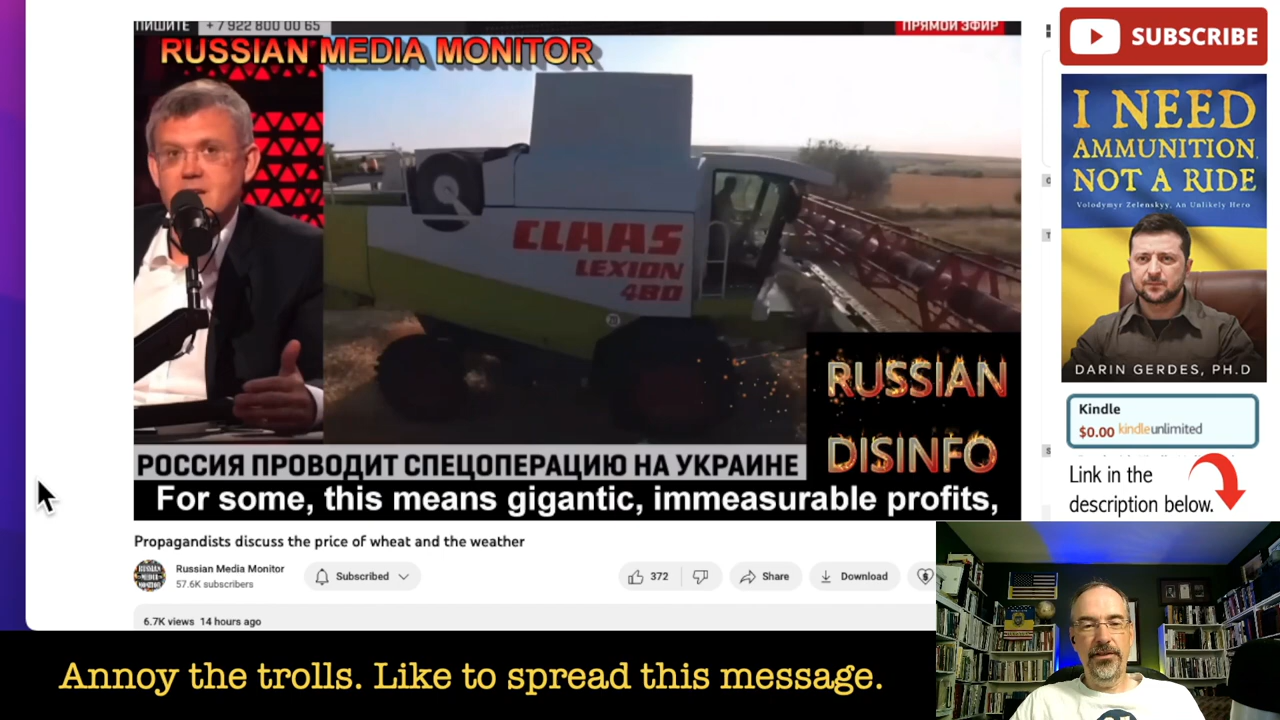 ПИШИТЕ
+ 7 922 800 00 65
ПРЯМОЙ ЭФИР
RUSSIAN MEDIA MONITOR
CLAAS
LEXION
480
RUSSIAN
DISINFO
РОССИЯ ПРОВОДИТ СПЕЦОПЕРАЦИЮ НА УКРАИНЕ
For some, this means gigantic, immeasurable profits,
Propagandists discuss the price of wheat and the weather
Russian Media Monitor
57.6K subscribers
Subscribed
372
Share
Download
6.7K views 14 hours ago
SUBSCRIBE
I NEED
AMMUNITION,
NOT A RIDE
Volodymyr Zelenskyy, An Unlikely Hero
DARIN GERDES, PH.D
Kindle
$0.00 kindleunlimited
Link in the
description below.
Annoy the trolls. Like to spread this message.